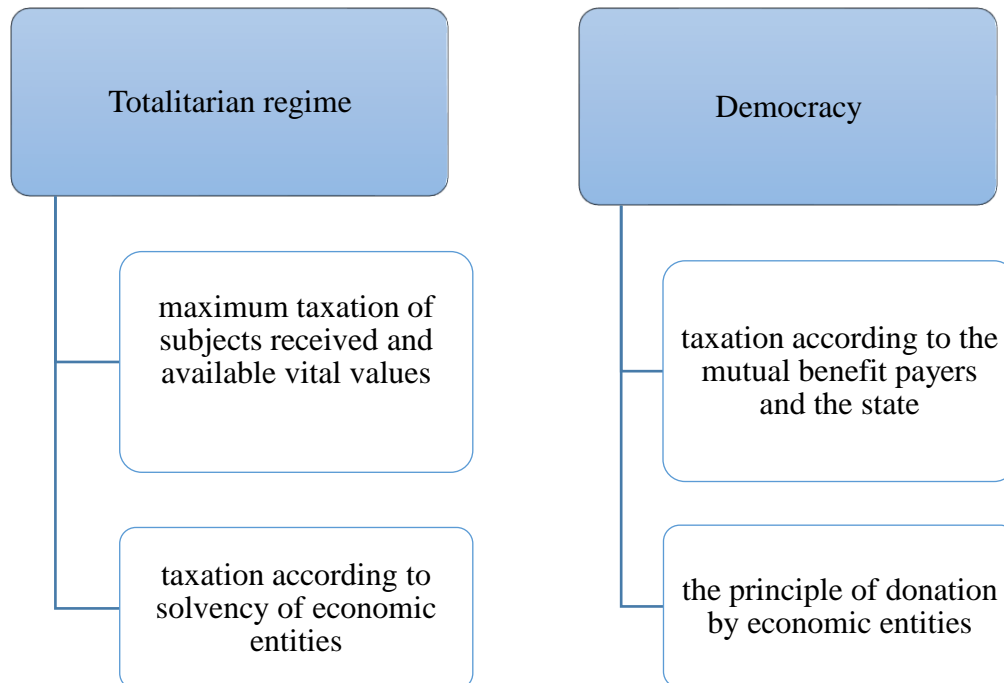 Totalitarian regime
maximum taxation of
subjects received and
available vital values
taxation according to
solvency of economic
entities
Democracy
taxation according to the
mutual benefit payers
and the state
the principle of donation
by economic entities